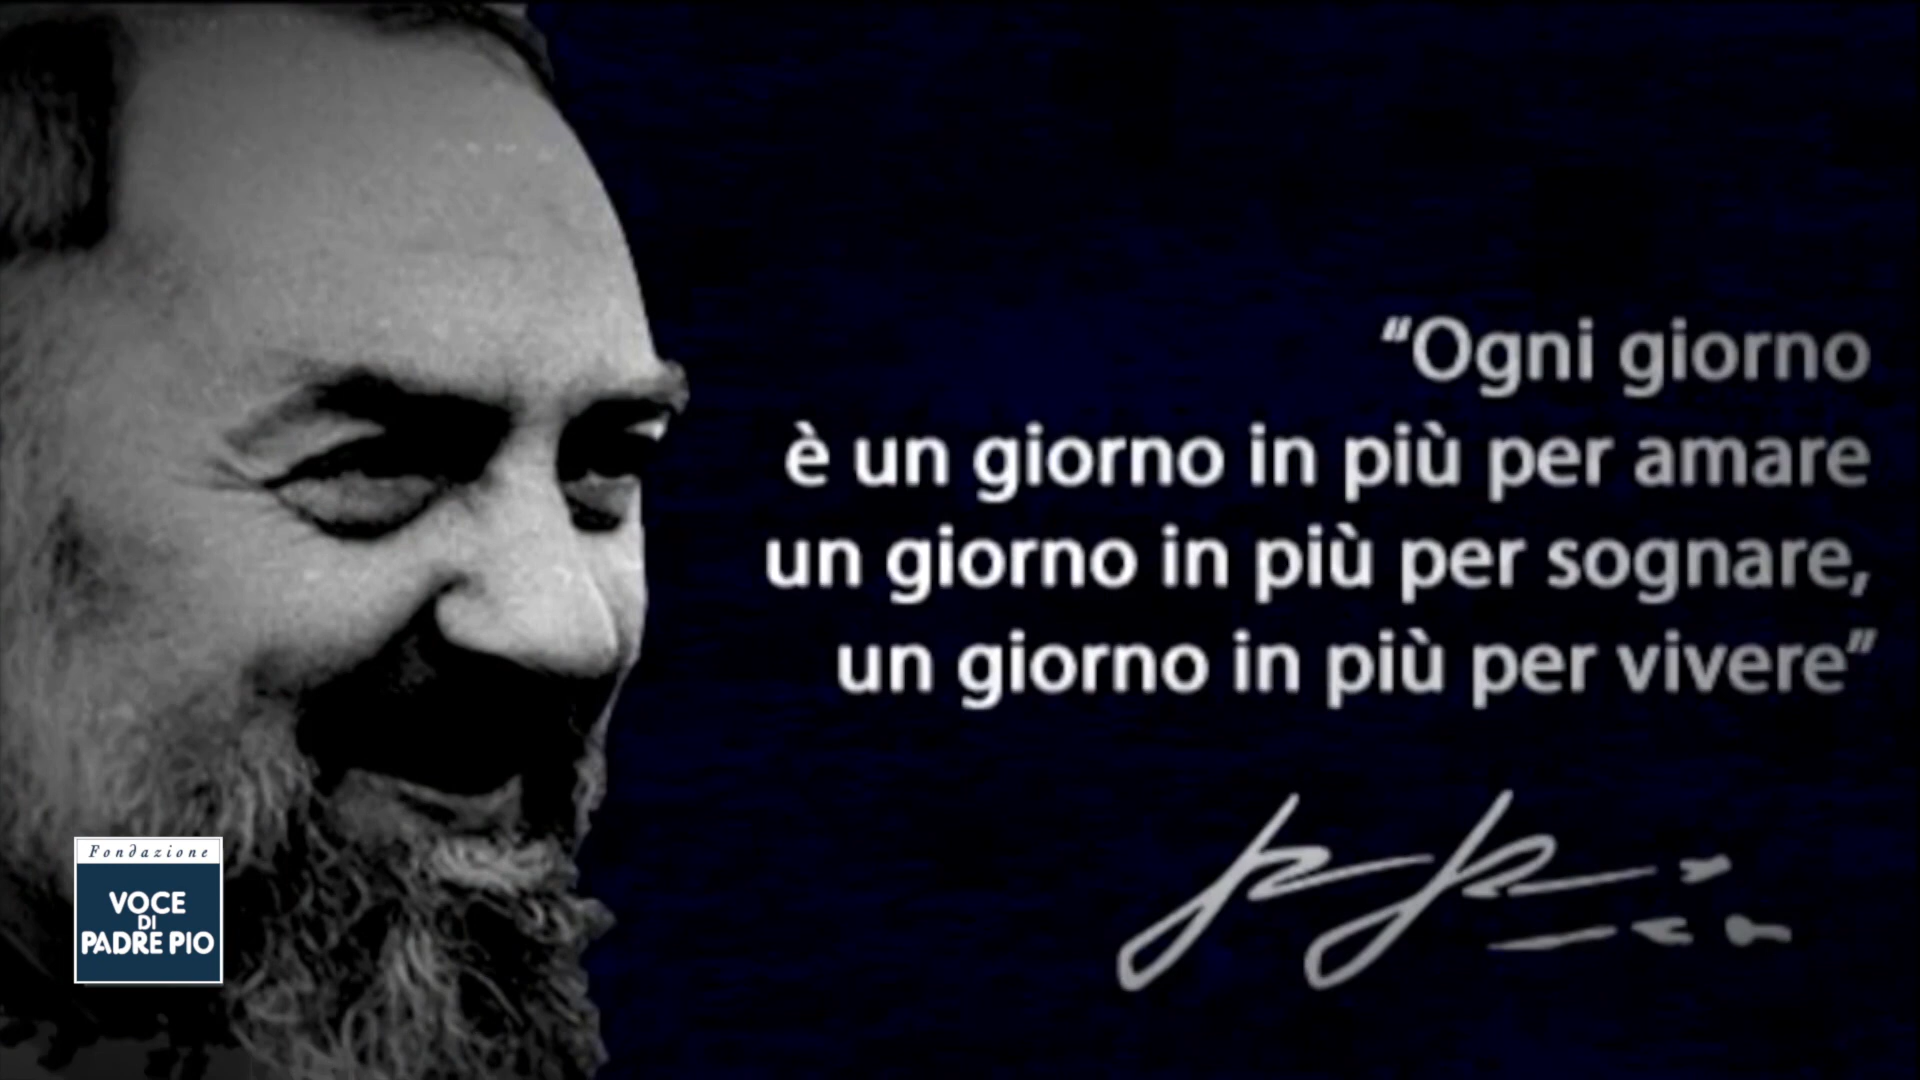 “Ogni giorno
è un giorno in più per amare
un giorno in più per sognare,
un giorno in più per vivere”
Fondazione
VOCE
DI
PADRE PIO